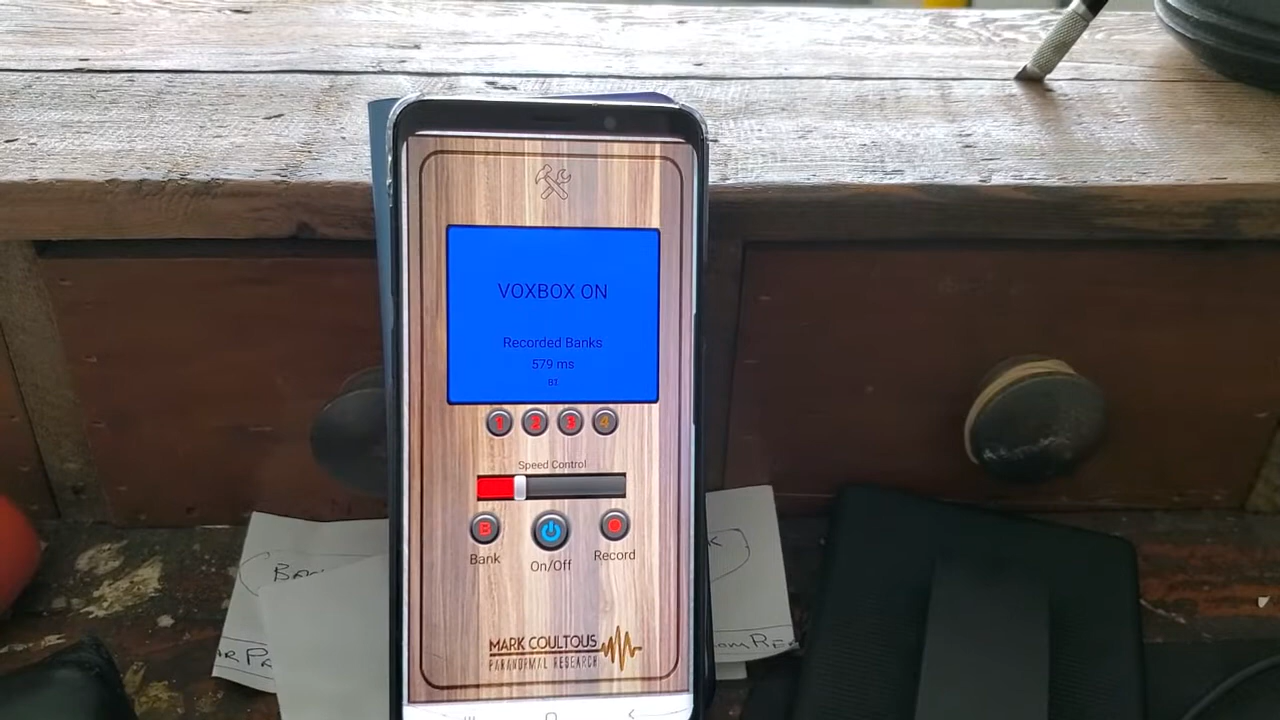 VOXBOX ON
Recorded Banks
579 ms
BI
1 2 3 4
Speed Control
B
Bank
On/Off
Record
MARK COULTOUS
PARANORMAL RESEARCH